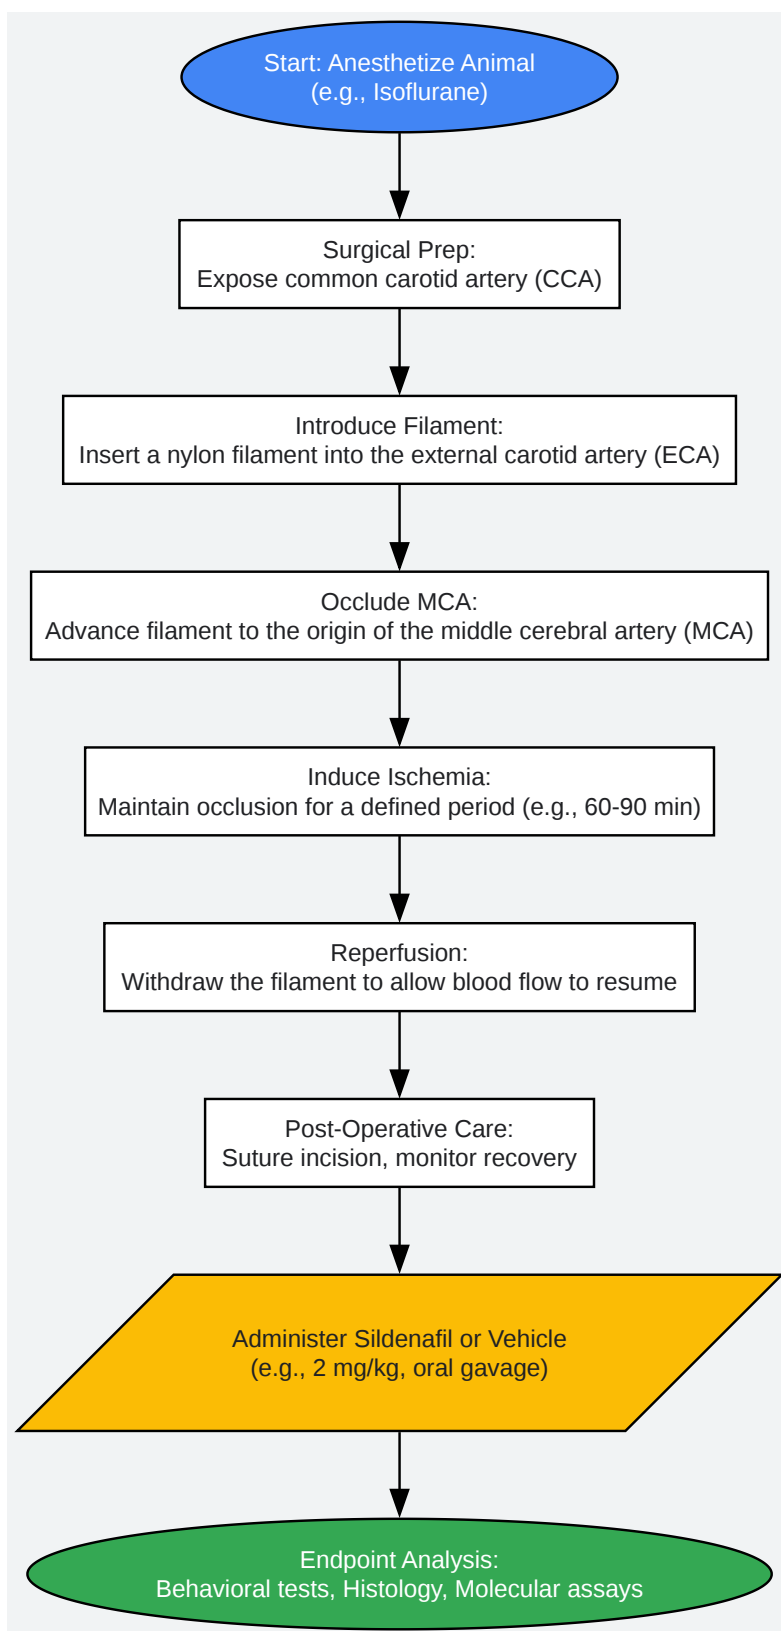 Start: Anesthetize Animal
(e.g., Isoflurane)
Surgical Prep:
Expose common carotid artery (CCA)
Introduce Filament:
Insert a nylon filament into the external carotid artery (ECA)
Occlude MCA:
Advance filament to the origin of the middle cerebral artery (MCA)
Induce Ischemia:
Maintain occlusion for a defined period (e.g., 60-90 min)
Reperfusion:
Withdraw the filament to allow blood flow to resume
Post-Operative Care:
Suture incision, monitor recovery
Administer Sildenafil or Vehicle
(e.g., 2 mg/kg, oral gavage)
Endpoint Analysis:
Behavioral tests, Histology, Molecular assays